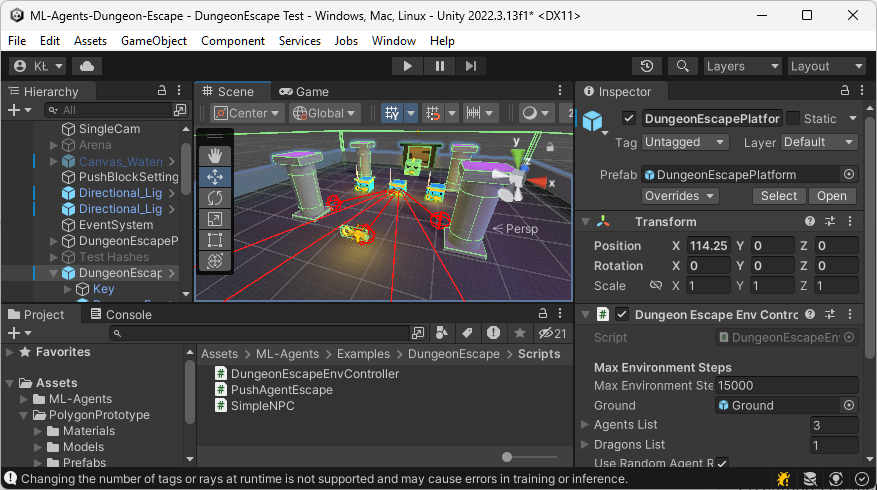 ML-Agents-Dungeon-Escape - DungeonEscape Test - Windows, Mac, Linux - Unity 2022.3.13f1* <DX11>
File Edit Assets GameObject Component Services Jobs Window Help
KŁ Layers Layout
Hierarchy
All
SingleCam
Arena
Canvas_Watern
PushBlockSetting
Directional_Lig
Directional_Lig
EventSystem
DungeonEscapeP
Test Hashes
DungeonEscap
Key
Scene Game
Center Global 2
y
x
Persp
Inspector
DungeonEscapePlatfor Static
Tag Untagged Layer Default
Prefab DungeonEscapePlatform
Overrides Select Open
Transform
Position X 114.25 Y 0 Z 0
Rotation X 0 Y 0 Z 0
Scale X 1 Y 1 Z 1
# Dungeon Escape Env Contro
Script DungeonEscapeEn
Max Environment Steps
Max Environment Ste 15000
Ground Ground
Agents List 3
Dragons List 1
Use Random Agent R
Project Console
21
Favorites
Assets
ML-Agents
PolygonPrototype
Materials
Models
Prefabs
Assets > ML-Agents > Examples > DungeonEscape > Scripts
# DungeonEscapeEnvController
# PushAgentEscape
# SimpleNPC
Changing the number of tags or rays at runtime is not supported and may cause errors in training or inference.